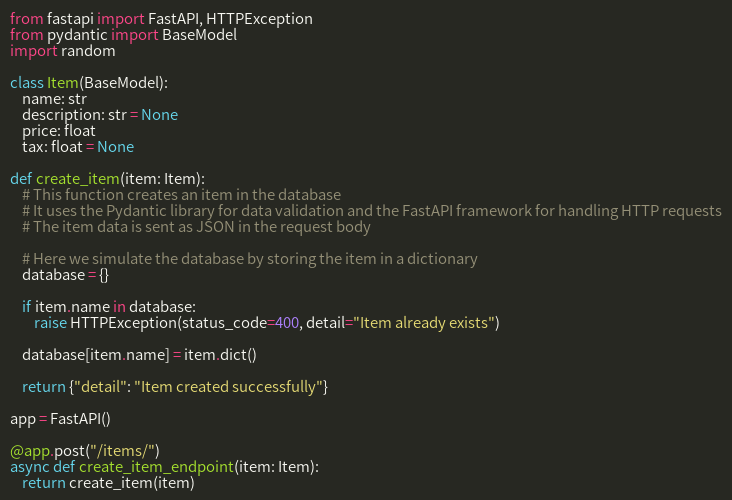 from fastapi import FastAPI, HTTPException
from pydantic import BaseModel
import random

class Item(BaseModel):
    name: str
    description: str = None
    price: float
    tax: float = None

def create_item(item: Item):
    # This function creates an item in the database
    # It uses the Pydantic library for data validation and the FastAPI framework for handling HTTP requests
    # The item data is sent as JSON in the request body

    # Here we simulate the database by storing the item in a dictionary
    database = {}

    if item.name in database:
        raise HTTPException(status_code=400, detail="Item already exists")

    database[item.name] = item.dict()

    return {"detail": "Item created successfully"}

app = FastAPI()

@app.post("/items/")
async def create_item_endpoint(item: Item):
    return create_item(item)